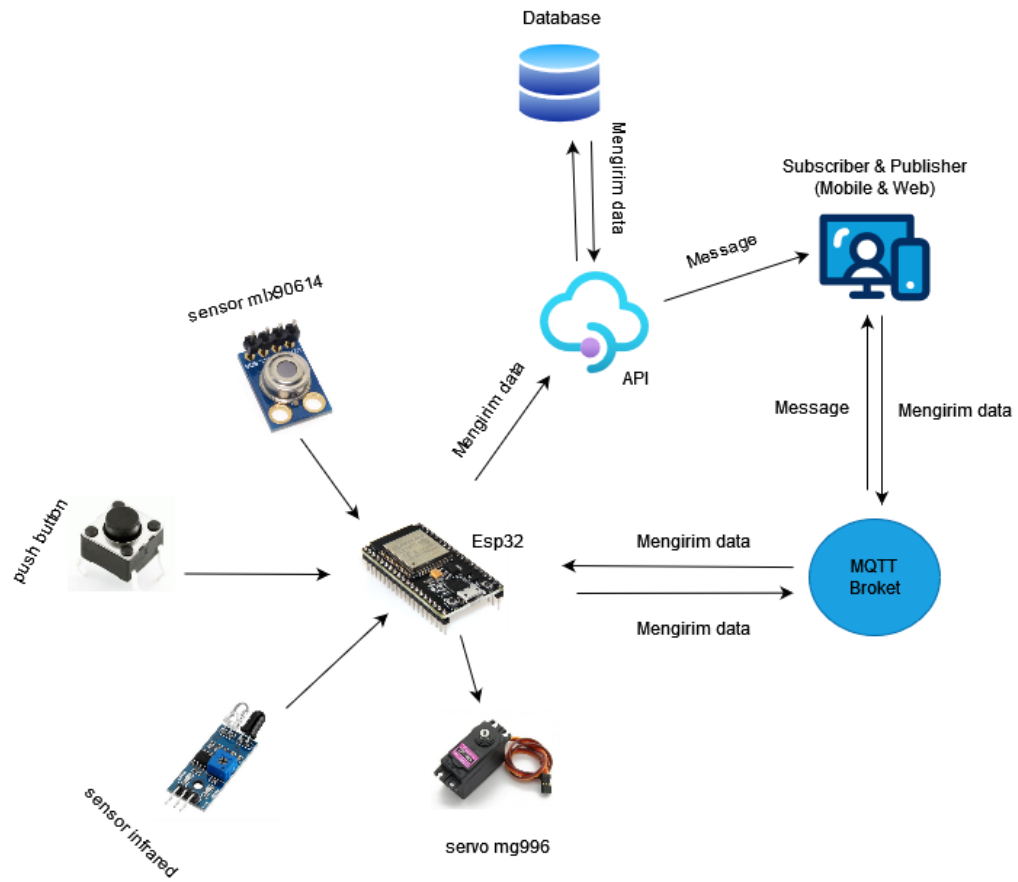 Database
Mengirim data
Subscriber & Publisher
(Mobile & Web)
Message
sensor mlx90614
API
Mengirim data
Message
Mengirim data
push button
Esp32
Mengirim data
MQTT
Broket
Mengirim data
sensor infrared
servo mg996